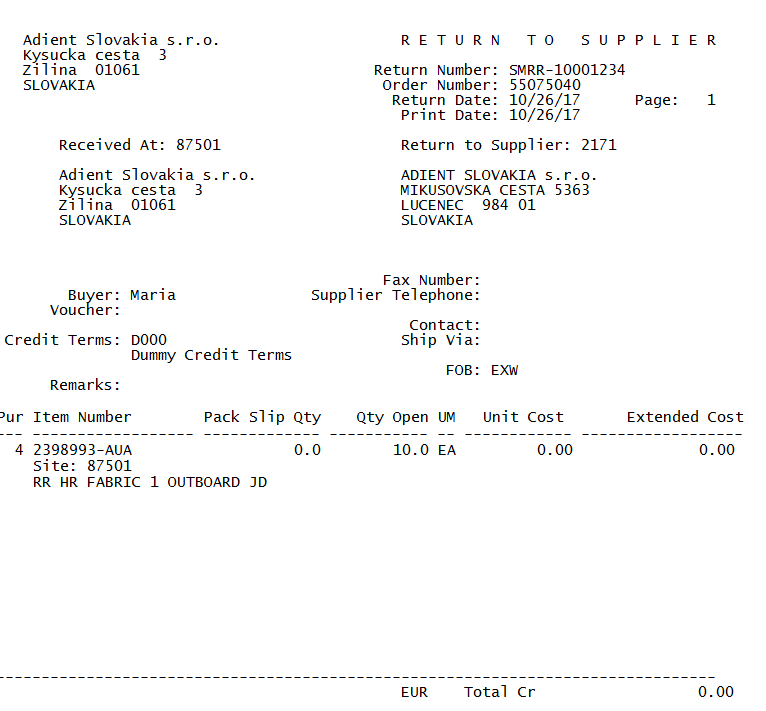 Adient Slovakia s.r.o. R E T U R N T O S U P P L I E R
Kysucka cesta 3
Zilina 01061 Return Number: SMRR-10001234
SLOVAKIA Order Number: 55075040
Return Date: 10/26/17 Page: 1
Print Date: 10/26/17
Received At: 87501 Return to Supplier: 2171
Adient Slovakia s.r.o. ADIENT SLOVAKIA s.r.o.
Kysucka cesta 3 MIKUSOVSKA CESTA 5363
Zilina 01061 LUCENEC 984 01
SLOVAKIA SLOVAKIA
Fax Number:
Buyer: Maria Supplier Telephone:
Voucher:
Contact:
Credit Terms: D000 Ship Via:
Dummy Credit Terms
FOB: EXW
Remarks:
Pur Item Number Pack Slip Qty Qty Open UM Unit Cost Extended Cost
--- ------------------ ------------- ----------- -- ------------ ------------------
4 2398993-AUA 0.0 10.0 EA 0.00 0.00
Site: 87501
RR HR FABRIC 1 OUTBOARD JD
--------------------------------------------------------------------------------
EUR Total Cr 0.00